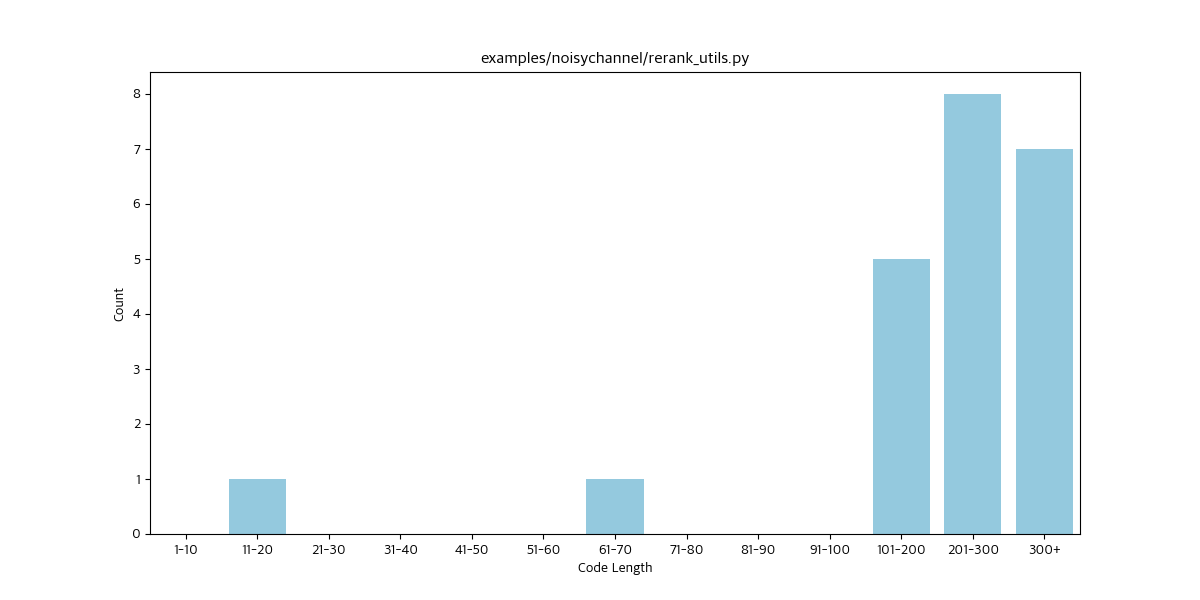 examples/noisychannel/rerank_utils.py
8
7
6
5
4
3
2
1
0
Count
1-10 11-20 21-30 31-40 41-50 51-60 61-70 71-80 81-90 91-100 101-200 201-300 300+
Code Length